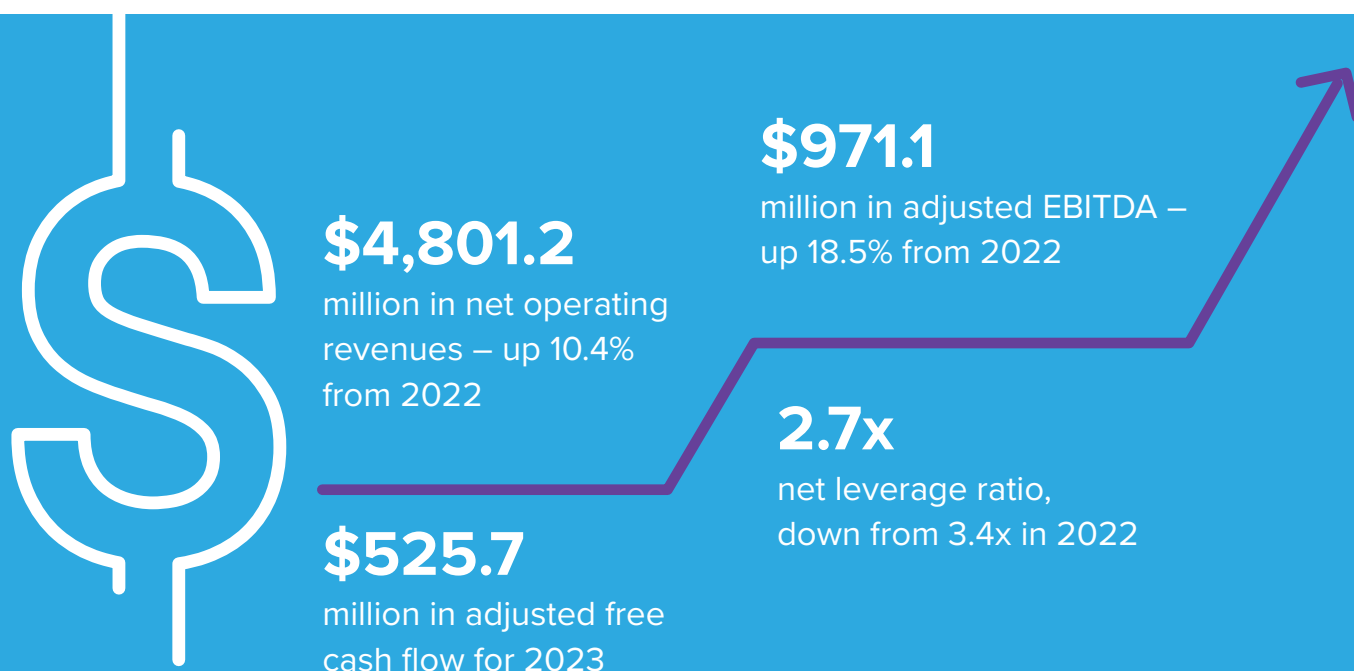 $4,801.2
million in net operating
revenues – up 10.4%
from 2022
$525.7
million in adjusted free
cash flow for 2023
$971.1
million in adjusted EBITDA –
up 18.5% from 2022
2.7x
net leverage ratio,
down from 3.4x in 2022